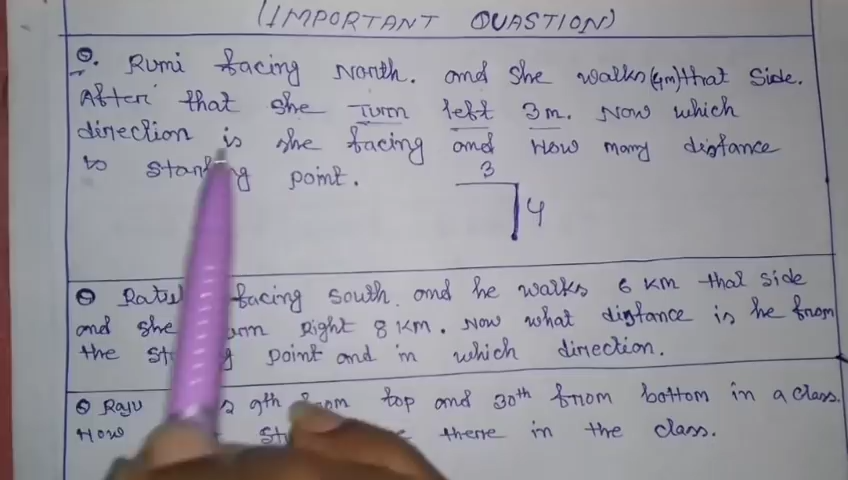 (IMPORTANT QUASTION)
Q. Rumi facing North. and she walks (4m) that side.
After that she Turn left 3m. Now which
direction is she facing and How many distance
to point.
3
4
facing south. and he walks 6 KM that side
and she Right 8 KM. Now what distance is he from
the point and in which direction.
Raju 9th from top and 30th from bottom in a class.
How there in the class.